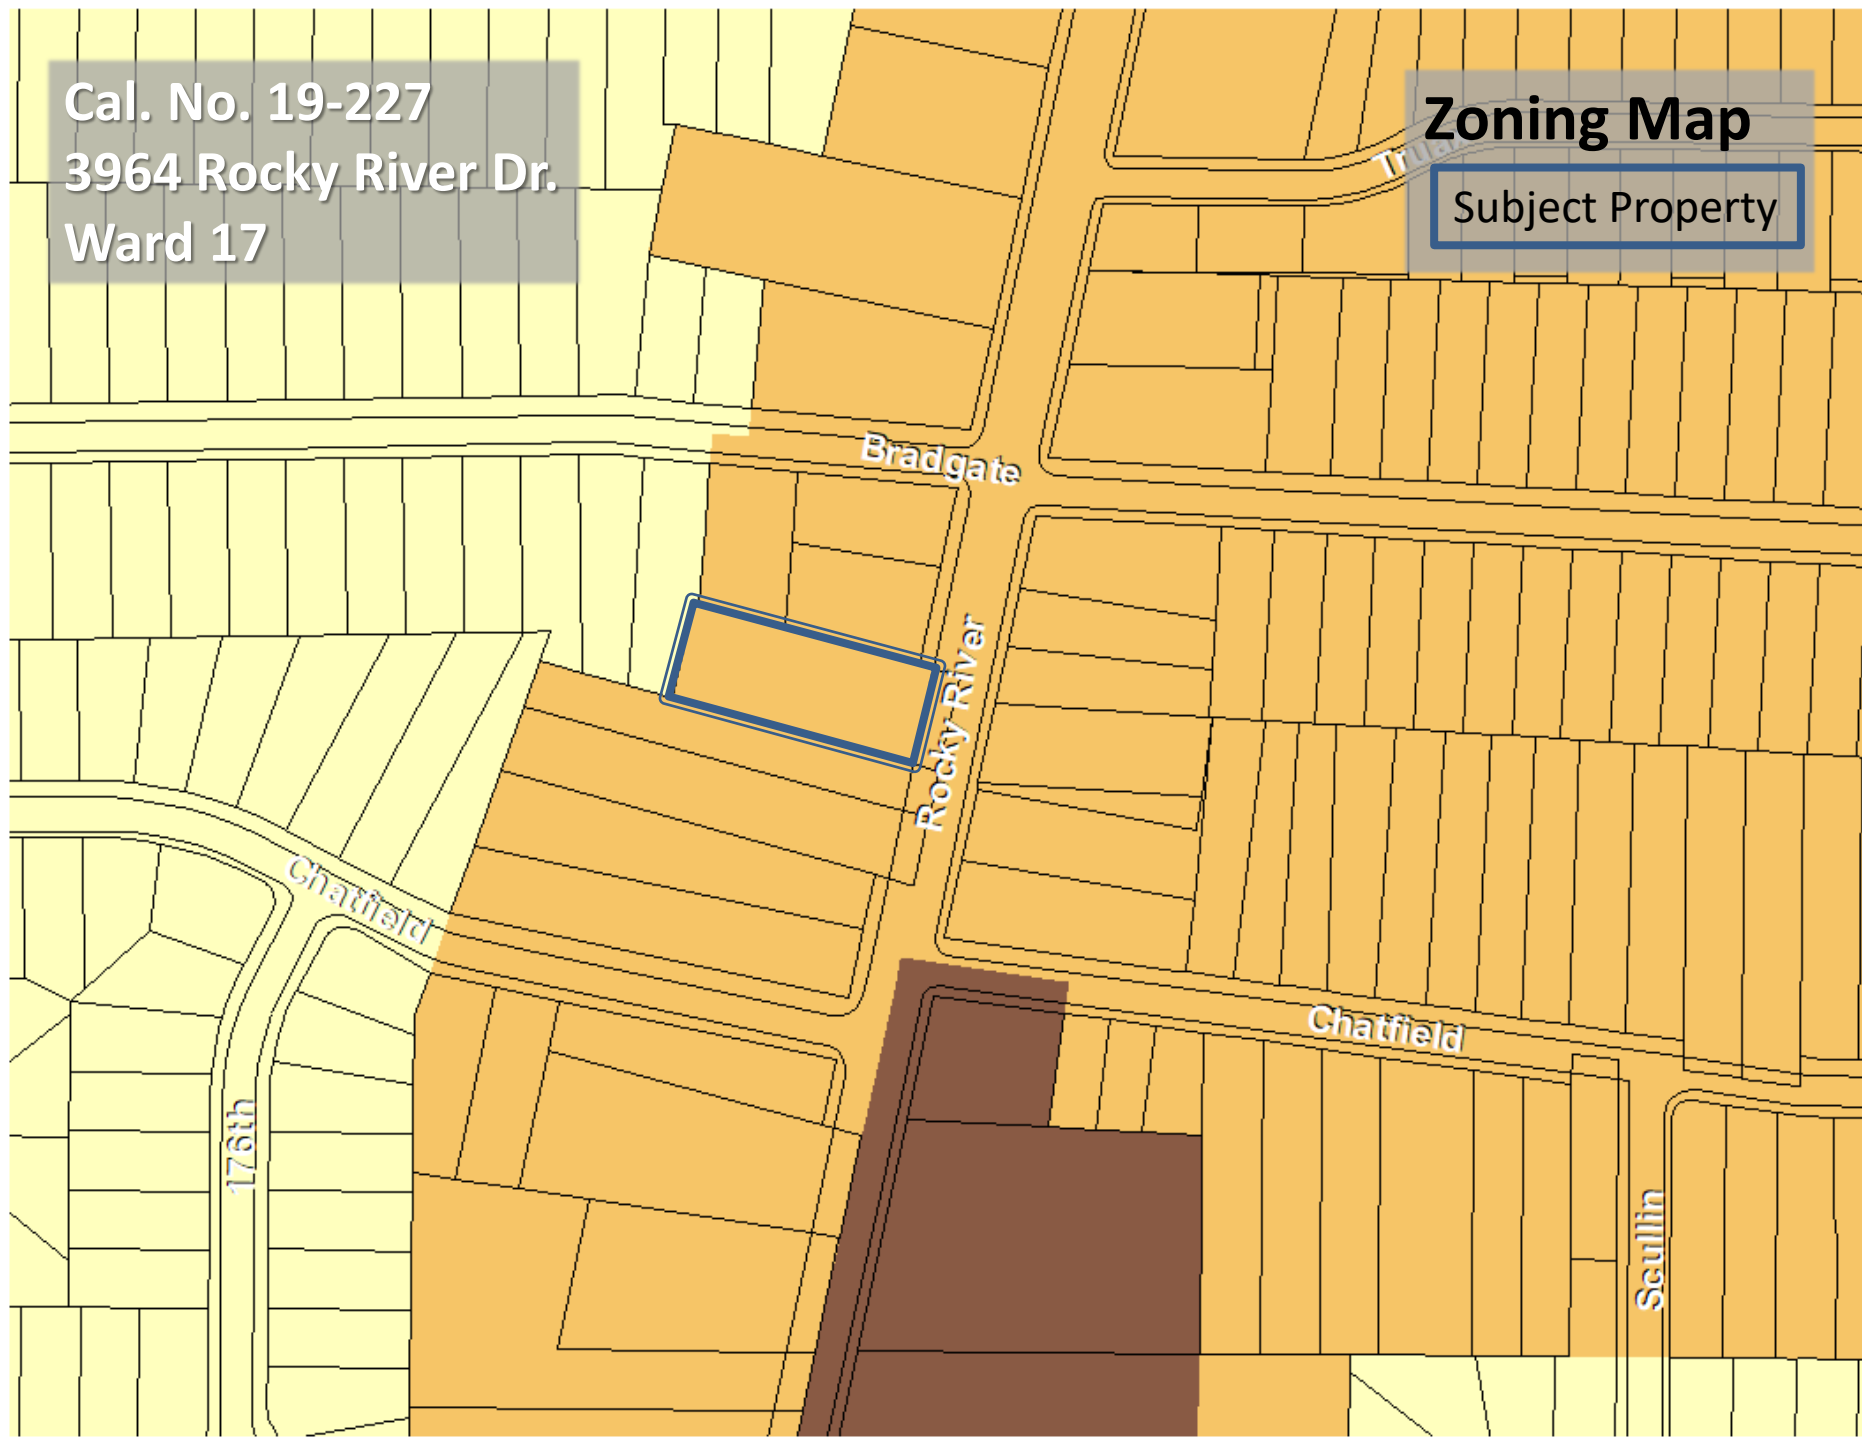 Cal. No. 19-227
3964 Rocky River Dr.
Ward 17
Zoning Map
Subject Property
Bradgate
Rocky River
Chatfield
Chatfield
176th
Scullin